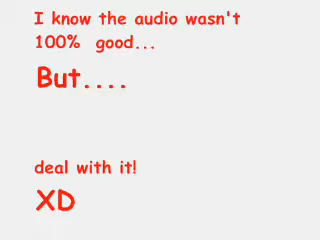 I know the audio wasn't
100% good...
But....
deal with it!
XD